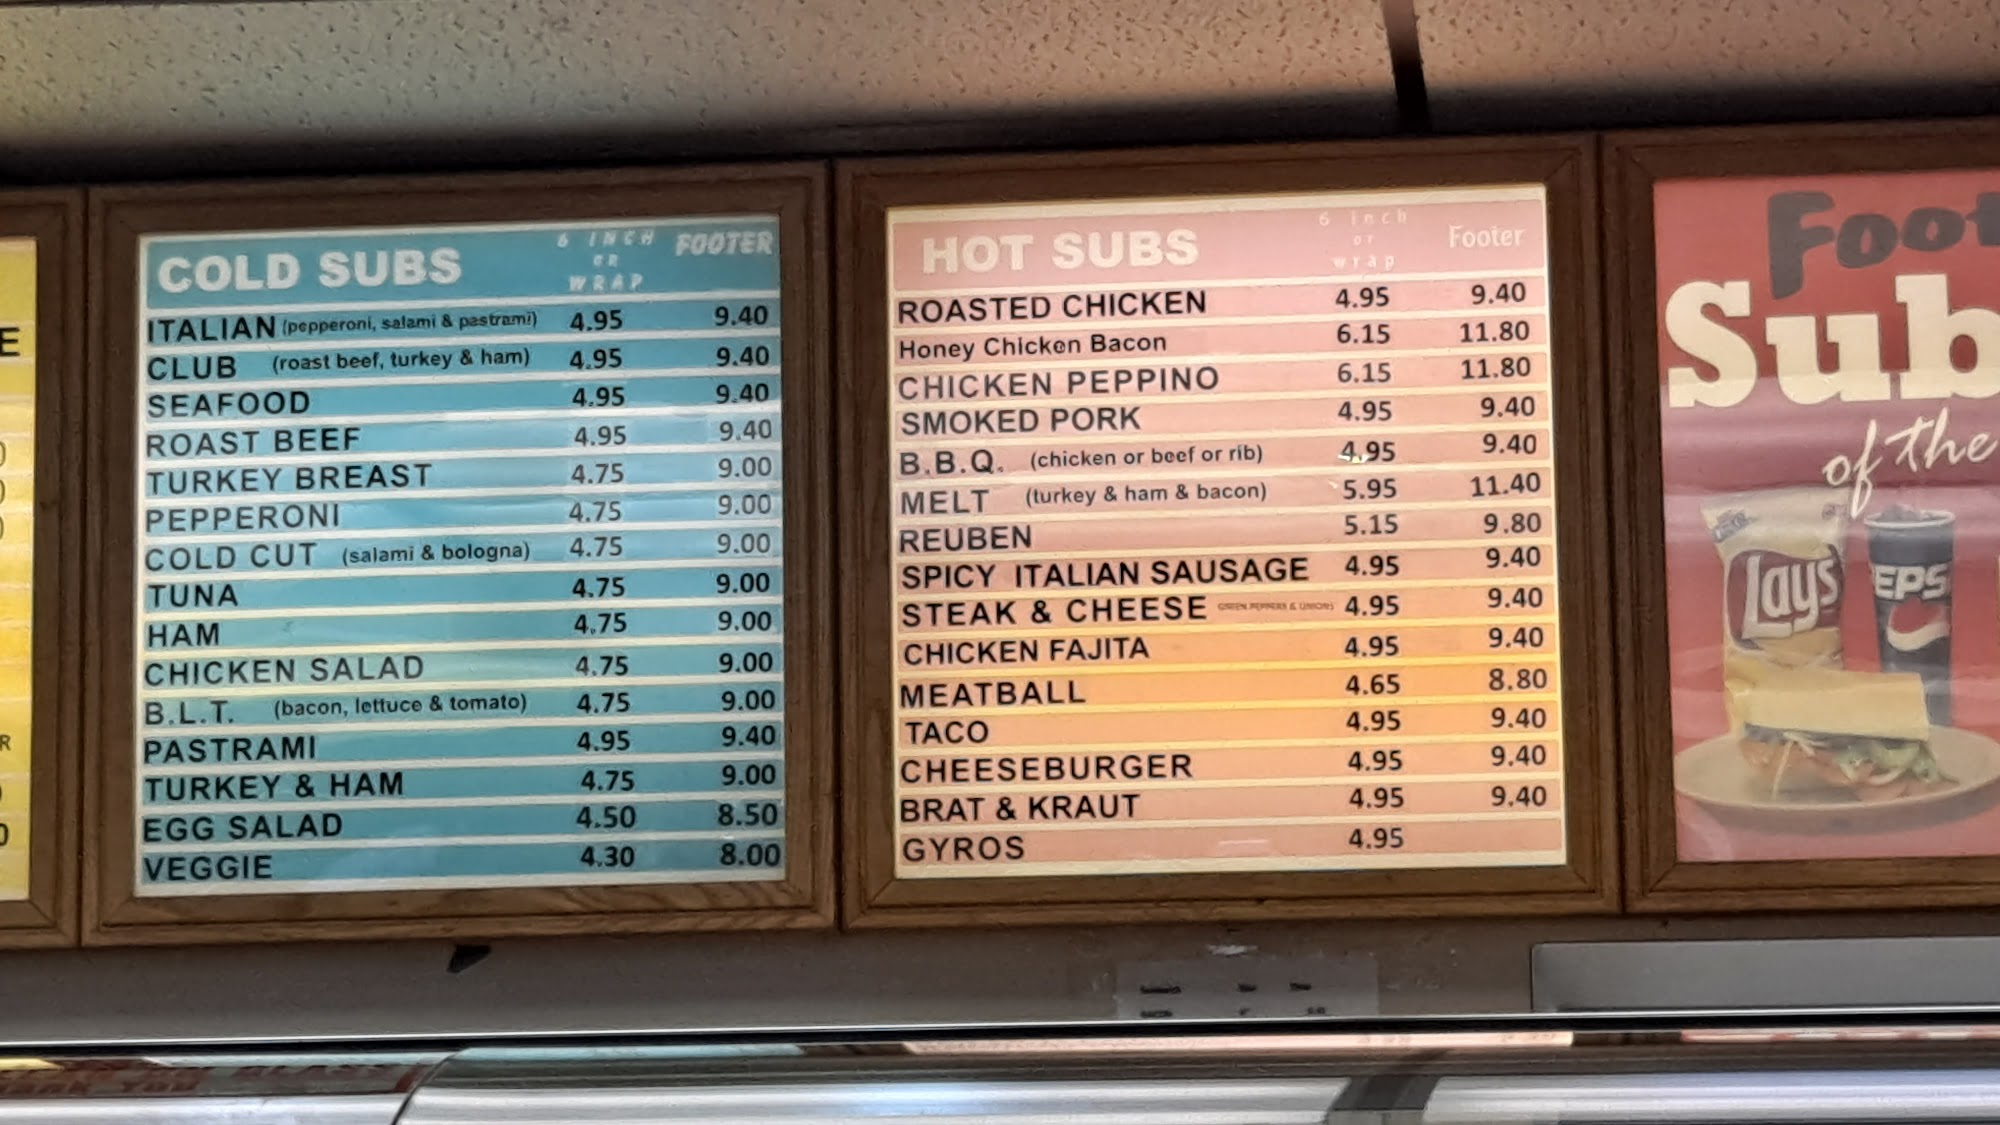 COLD SUBS 6 INCH OR WRAP FOOTER
ITALIAN (pepperoni, salami & pastrami) 4.95 9.40
CLUB (roast beef, turkey & ham) 4.95 9.40
SEAFOOD 4.95 9.40
ROAST BEEF 4.95 9.40
TURKEY BREAST 4.75 9.00
PEPPERONI 4.75 9.00
COLD CUT (salami & bologna) 4.75 9.00
TUNA 4.75 9.00
HAM 4.75 9.00
CHICKEN SALAD 4.75 9.00
B.L.T. (bacon, lettuce & tomato) 4.75 9.00
PASTRAMI 4.95 9.40
TURKEY & HAM 4.75 9.00
EGG SALAD 4.50 8.50
VEGGIE 4.30 8.00
HOT SUBS 6 inch or wrap Footer
ROASTED CHICKEN 4.95 9.40
Honey Chicken Bacon 6.15 11.80
CHICKEN PEPPINO 6.15 11.80
SMOKED PORK 4.95 9.40
B.B.Q. (chicken or beef or rib) 4.95 9.40
MELT (turkey & ham & bacon) 5.95 11.40
REUBEN 5.15 9.80
SPICY ITALIAN SAUSAGE 4.95 9.40
STEAK & CHEESE GREEN PEPPERS & ONIONS 4.95 9.40
CHICKEN FAJITA 4.95 9.40
MEATBALL 4.65 8.80
TACO 4.95 9.40
CHEESEBURGER 4.95 9.40
BRAT & KRAUT 4.95 9.40
GYROS 4.95
Foot
Sub
of the
Lay's
EPS